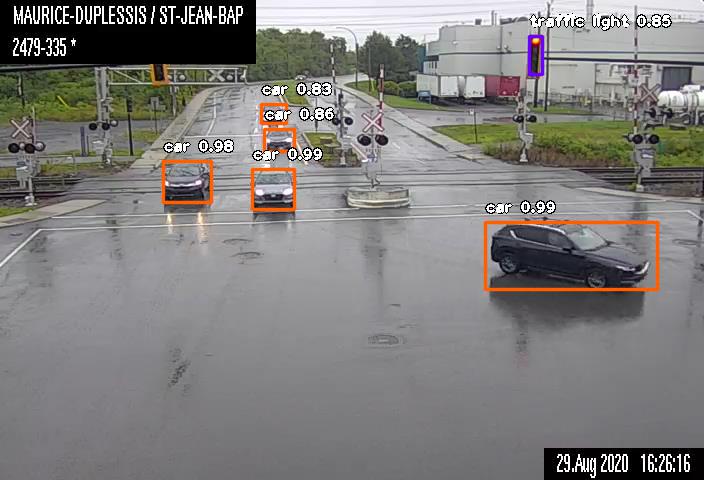 MAURICE-DUPLESSIS / ST-JEAN-BAP
2479-335 *
traffic light 0.85
car 0.83
car 0.86
car 0.98
car 0.99
car 0.99
29.Aug 2020 16:26:16